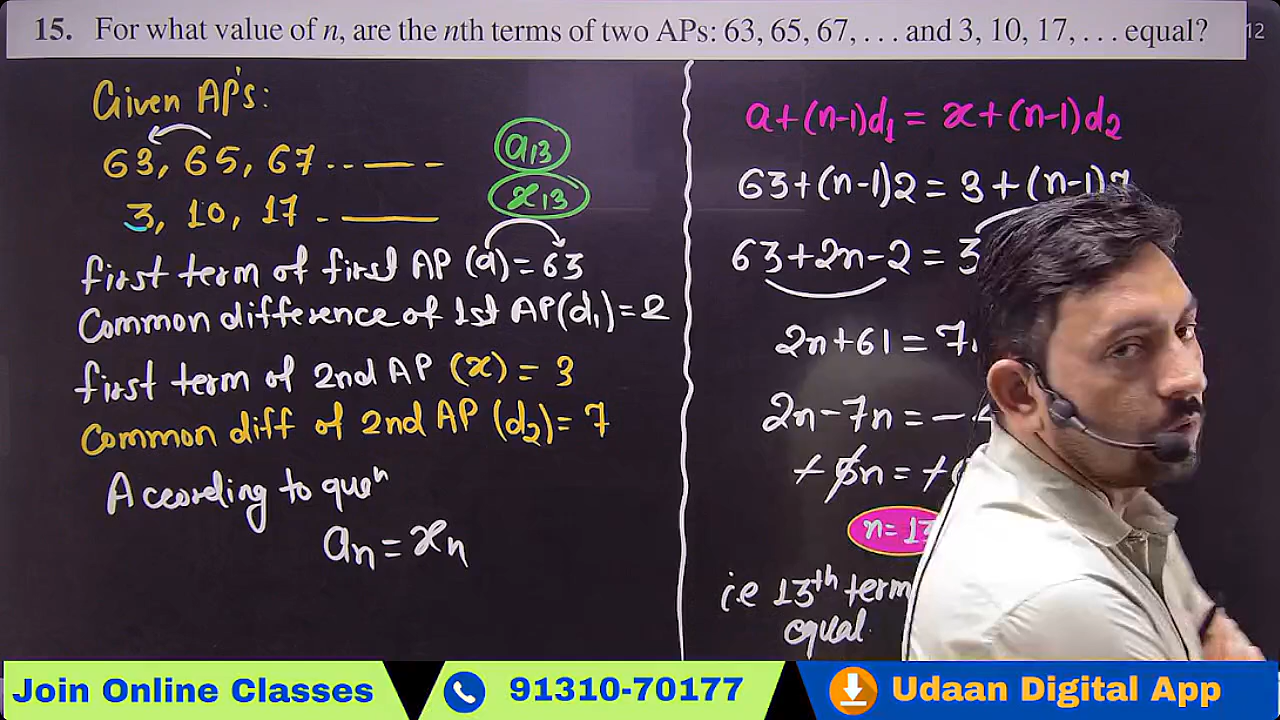 15. For what value of n, are the nth terms of two APs: 63, 65, 67, . . . and 3, 10, 17, . . . equal?
12
Given AP's:
63, 65, 67 ..———
3, 10, 17 .———
a13
x13
first term of first AP (a) = 63
Common difference of 1st AP(d1) = 2
first term of 2nd AP (x) = 3
Common diff of 2nd AP (d2) = 7
According to queⁿ
an = xn
a+(n-1)d1 = x+(n-1)d2
63+(n-1)2 = 3+(n-1)7
63+2n-2 = 3
2n+61 = 7
2n-7n = -
n =
n = 13
i.e 13th term
equal
Join Online Classes
91310-70177
Udaan Digital App